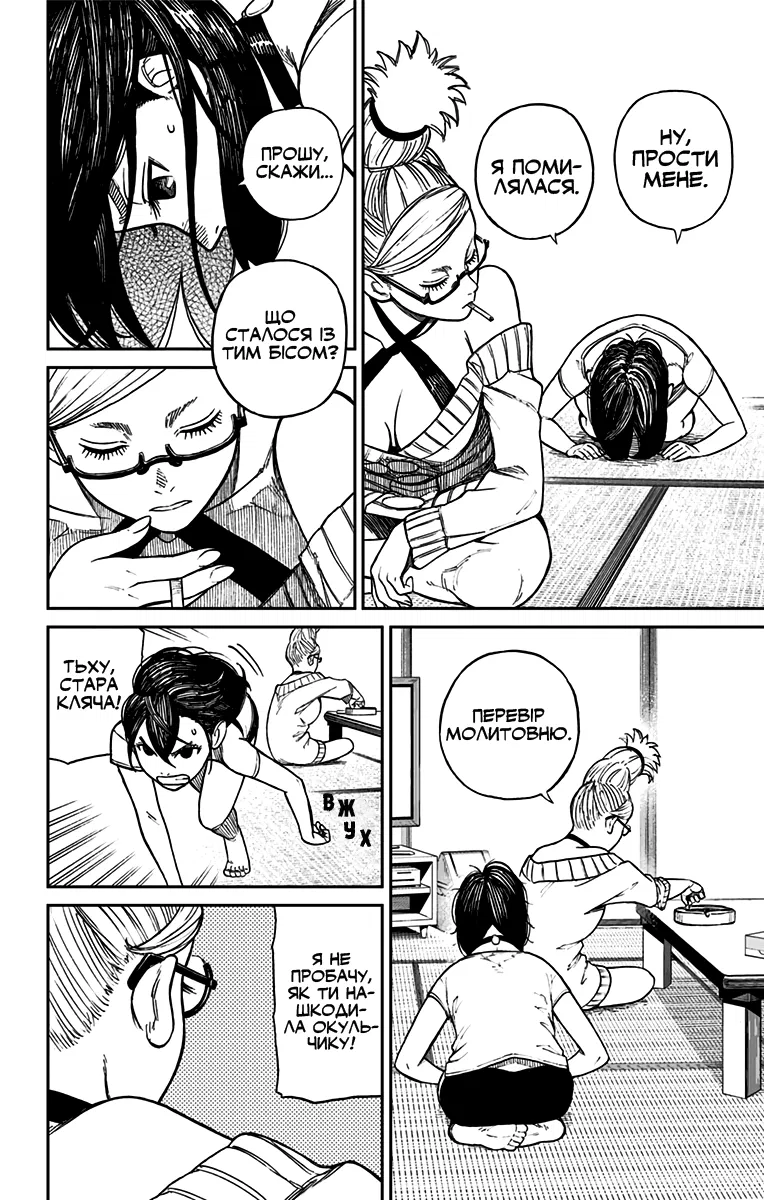 НУ,
ПРОСТИ
МЕНЕ.
Я ПОМИ-
ЛЯЛАСЯ.
ПРОШУ,
СКАЖИ...
ЩО
СТАЛОСЯ ІЗ
ТИМ БІСОМ?
ПЕРЕВІР
МОЛИТОВНЮ.
ТЬХУ,
СТАРА
КЛЯЧА!
ВЖУХ
Я НЕ
ПРОБАЧУ,
ЯК ТИ НА-
ШКОДИ-
ЛА ОКУЛЬ-
ЧИКУ!